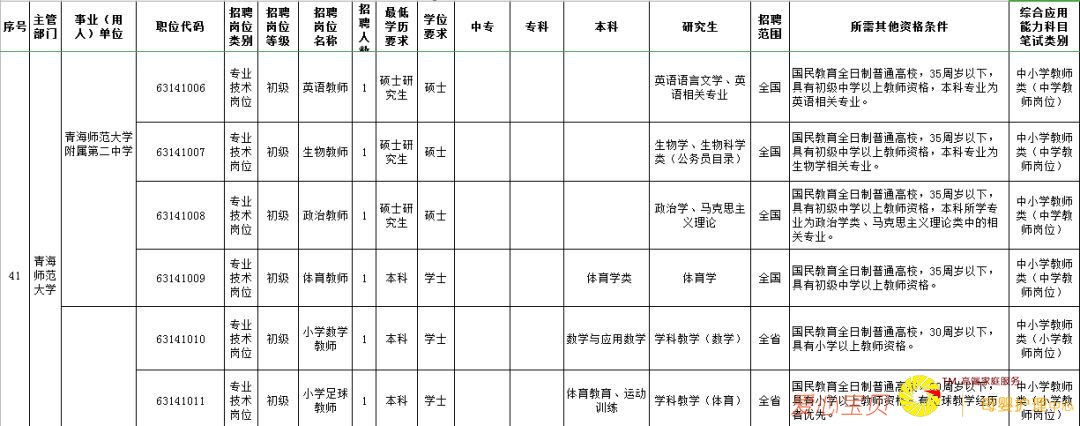 序号
主管部门
事业（用人）单位
职位代码
招聘岗位类别
招聘岗位等级
招聘岗位名称
招聘人数
最低学历要求
学位要求
中专
专科
本科
研究生
招聘范围
所需其他资格条件
综合应用能力科目笔试类别
41
青海师范大学
青海师范大学
附属第二中学
63141006
专业技术岗位
初级
英语教师
1
硕士研究生
硕士
英语语言文学、英
语相关专业
全国
国民教育全日制普通高校，35周岁以下，
具有初级中学以上教师资格，本科专业为
英语相关专业。
中小学教师
类（中学教
师岗位）
63141007
专业技术岗位
初级
生物教师
1
硕士研究生
硕士
生物学、生物科学
类（公务员目录）
全国
国民教育全日制普通高校，35周岁以下，
具有初级中学以上教师资格，本科专业为
生物学相关专业。
中小学教师
类（中学教
师岗位）
63141008
专业技术岗位
初级
政治教师
1
硕士研究生
硕士
政治学、马克思主
义理论
全国
国民教育全日制普通高校，35周岁以下，
具有初级中学以上教师资格，本科所学专
业为政治学类、马克思主义理论类中的相
关专业。
中小学教师
类（中学教
师岗位）
63141009
专业技术岗位
初级
体育教师
1
本科
学士
体育学类
体育学
全国
国民教育全日制普通高校，35周岁以下，
具有初级中学以上教师资格。
中小学教师
类（中学教
师岗位）
63141010
专业技术岗位
初级
小学数学
教师
1
本科
学士
数学与应用数学
学科教学（数学）
全省
国民教育全日制普通高校，30周岁以下，
具有小学以上教师资格。
中小学教师
类（小学教
师岗位）
63141011
专业技术岗位
初级
小学足球
教师
1
本科
学士
体育教育、运动
训练
学科教学（体育）
全省
国民教育全日制普通高校，30周岁以下，
具有小学以上教师资格，有足球教学经历
者优先。
中小学教师
类（小学教
师岗位）
TM 高端家庭服务
爱心宝贝